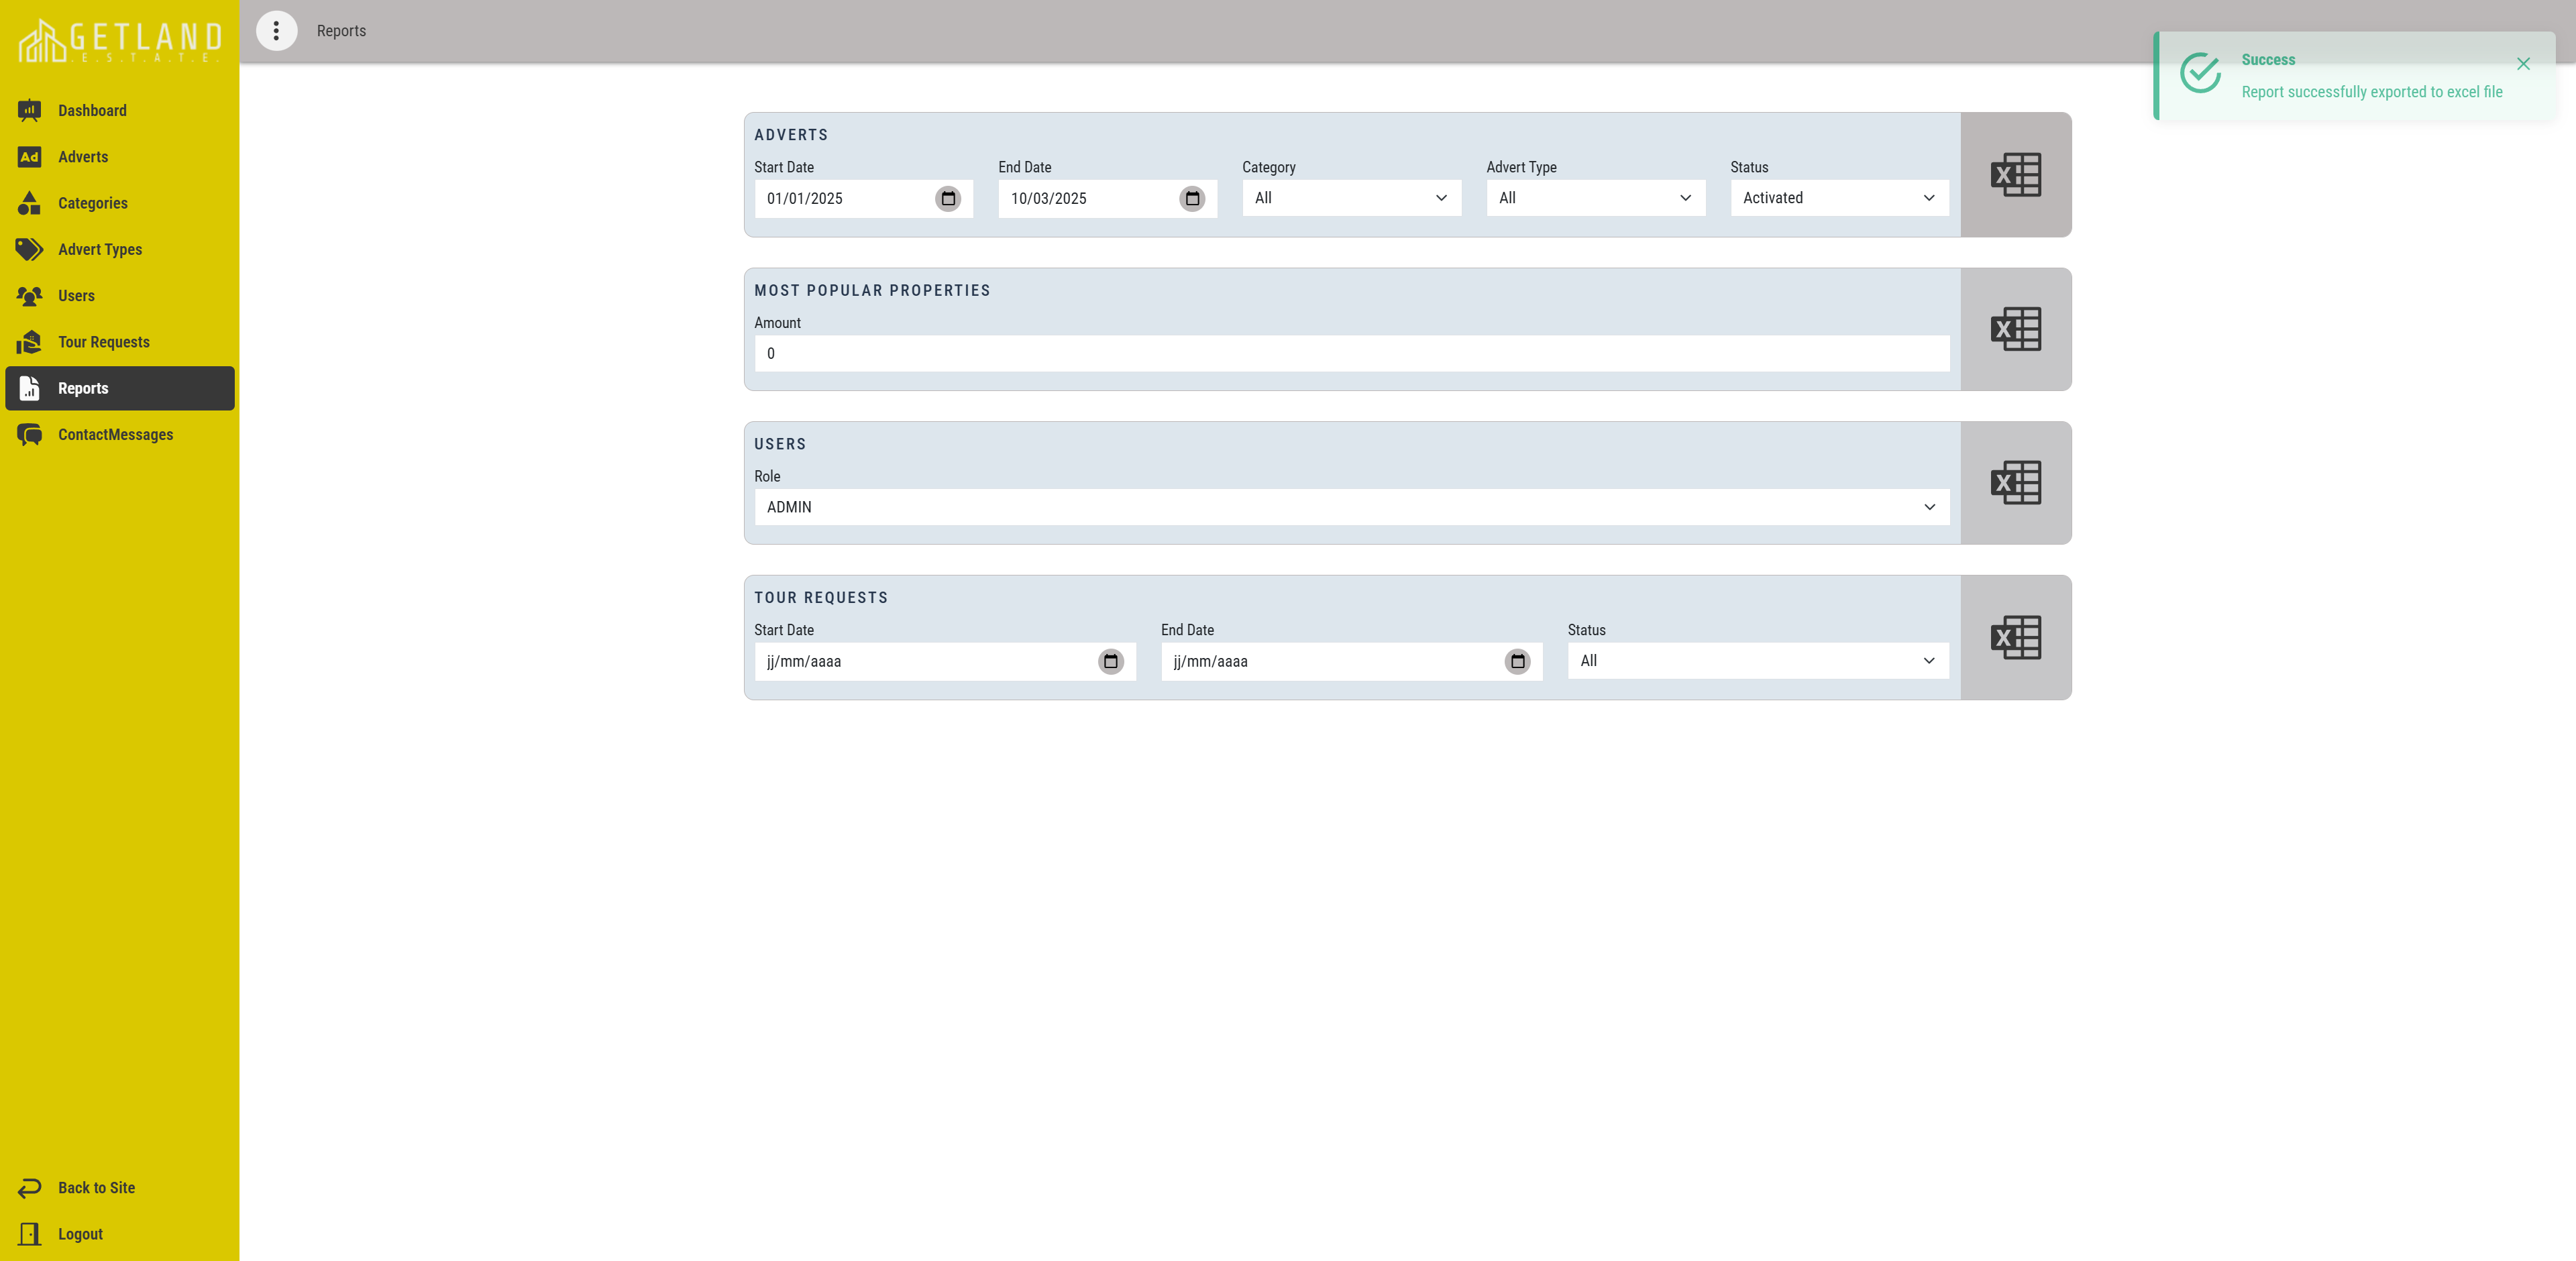 GETLAND
.E.S.T.A.T.E.
Reports
Success
Report successfully exported to excel file
Dashboard
Ad Adverts
Categories
Advert Types
Users
Tour Requests
Reports
ContactMessages
Back to Site
Logout
ADVERTS
Start Date End Date Category Advert Type Status
01/01/2025 10/03/2025 All All Activated
X
MOST POPULAR PROPERTIES
Amount
0
X
USERS
Role
ADMIN
X
TOUR REQUESTS
Start Date End Date Status
jj/mm/aaaa jj/mm/aaaa All
X